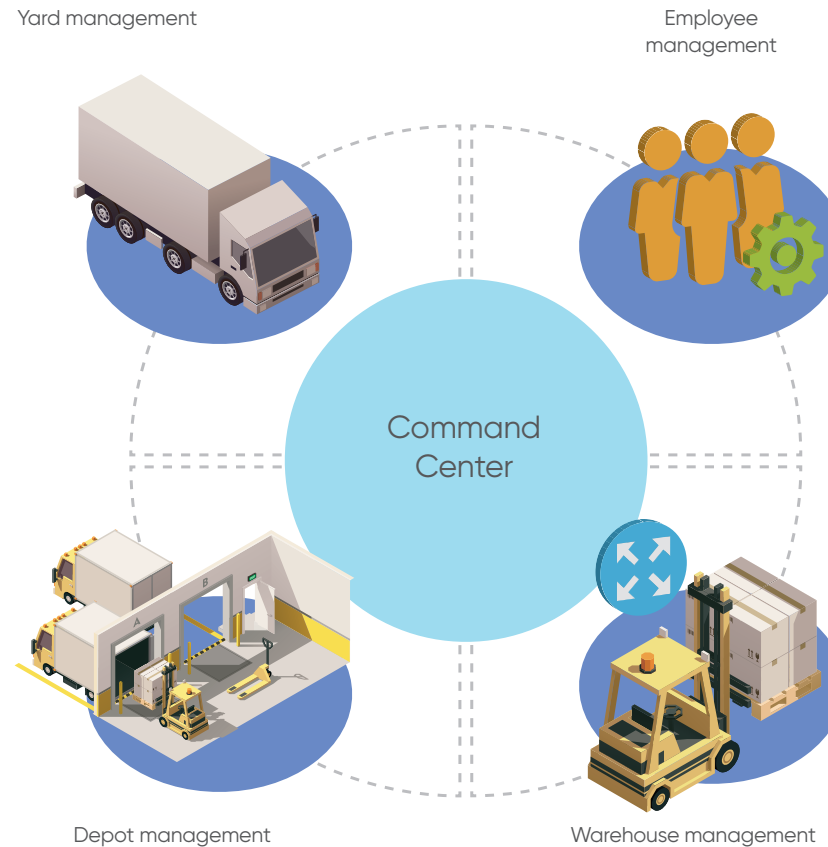 Yard management
Employee
management
Command
Center
A
B
Depot management
Warehouse management